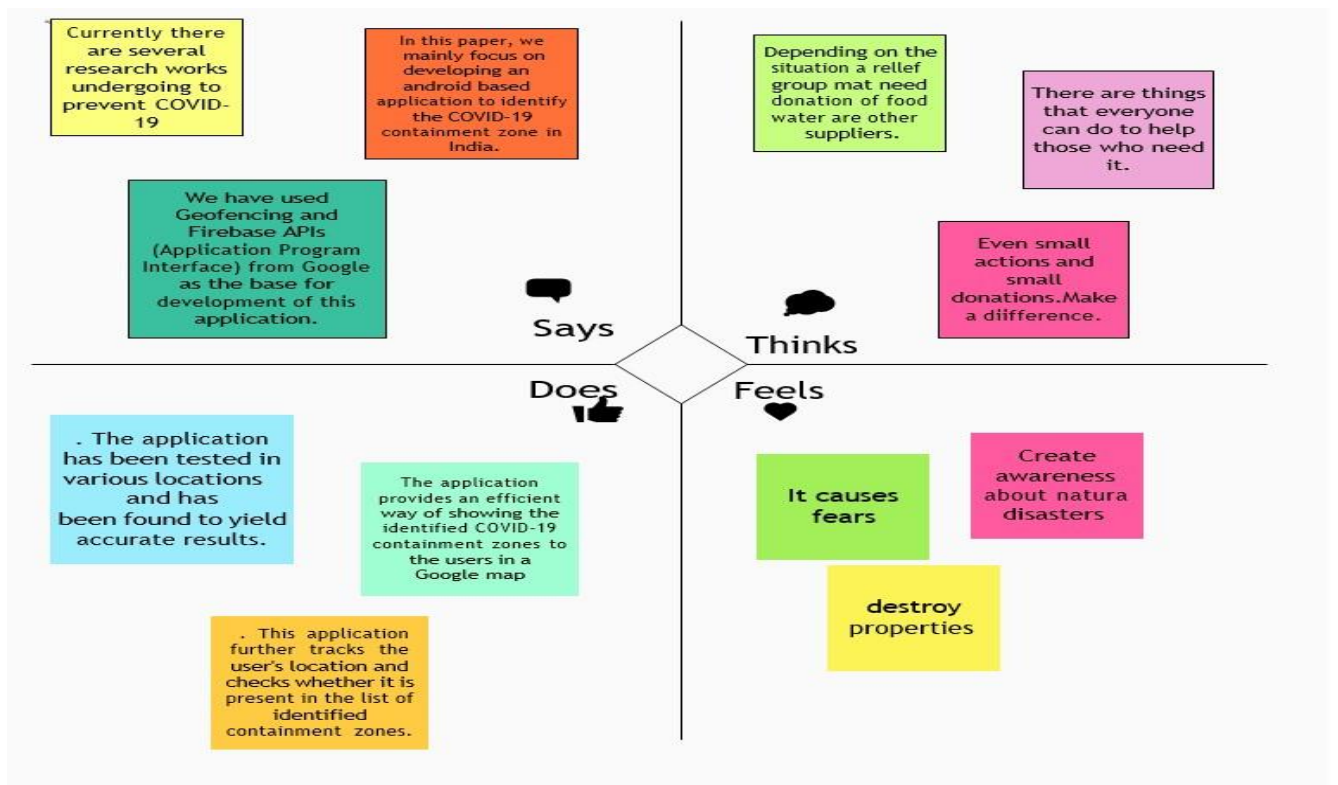 Currently there
are several
research works
undergoing to
prevent COVID-
19
In this paper, we
mainly focus on
developing an
android based
application to identify
the COVID-19
containment zone in
India.
We have used
Geofencing and
Firebase APIs
(Application Program
Interface) from Google
as the base for
development of this
application.
Says
Depending on the
situation a rellef
group mat need
donation of food
water are other
suppliers.
There are things
that everyone
can do to help
those who need
it.
Even small
actions and
small
donations.Make
a diifference.
Thinks
Does
. The application
has been tested in
various locations
and has
been found to yield
accurate results.
The application
provides an efficient
way of showing the
identified COVID-19
containment zones to
the users in a
Google map
. This application
further tracks the
user's location and
checks whether it is
present in the list of
identified
containment zones.
Feels
It causes
fears
Create
awareness
about natura
disasters
destroy
properties